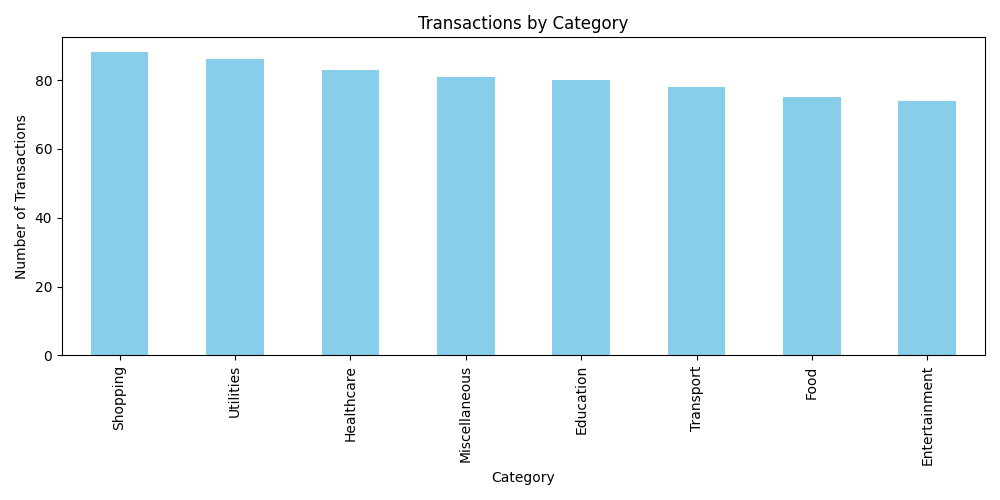 Transactions by Category
Number of Transactions
80
60
40
20
0
Shopping
Utilities
Healthcare
Miscellaneous
Education
Transport
Food
Entertainment
Category